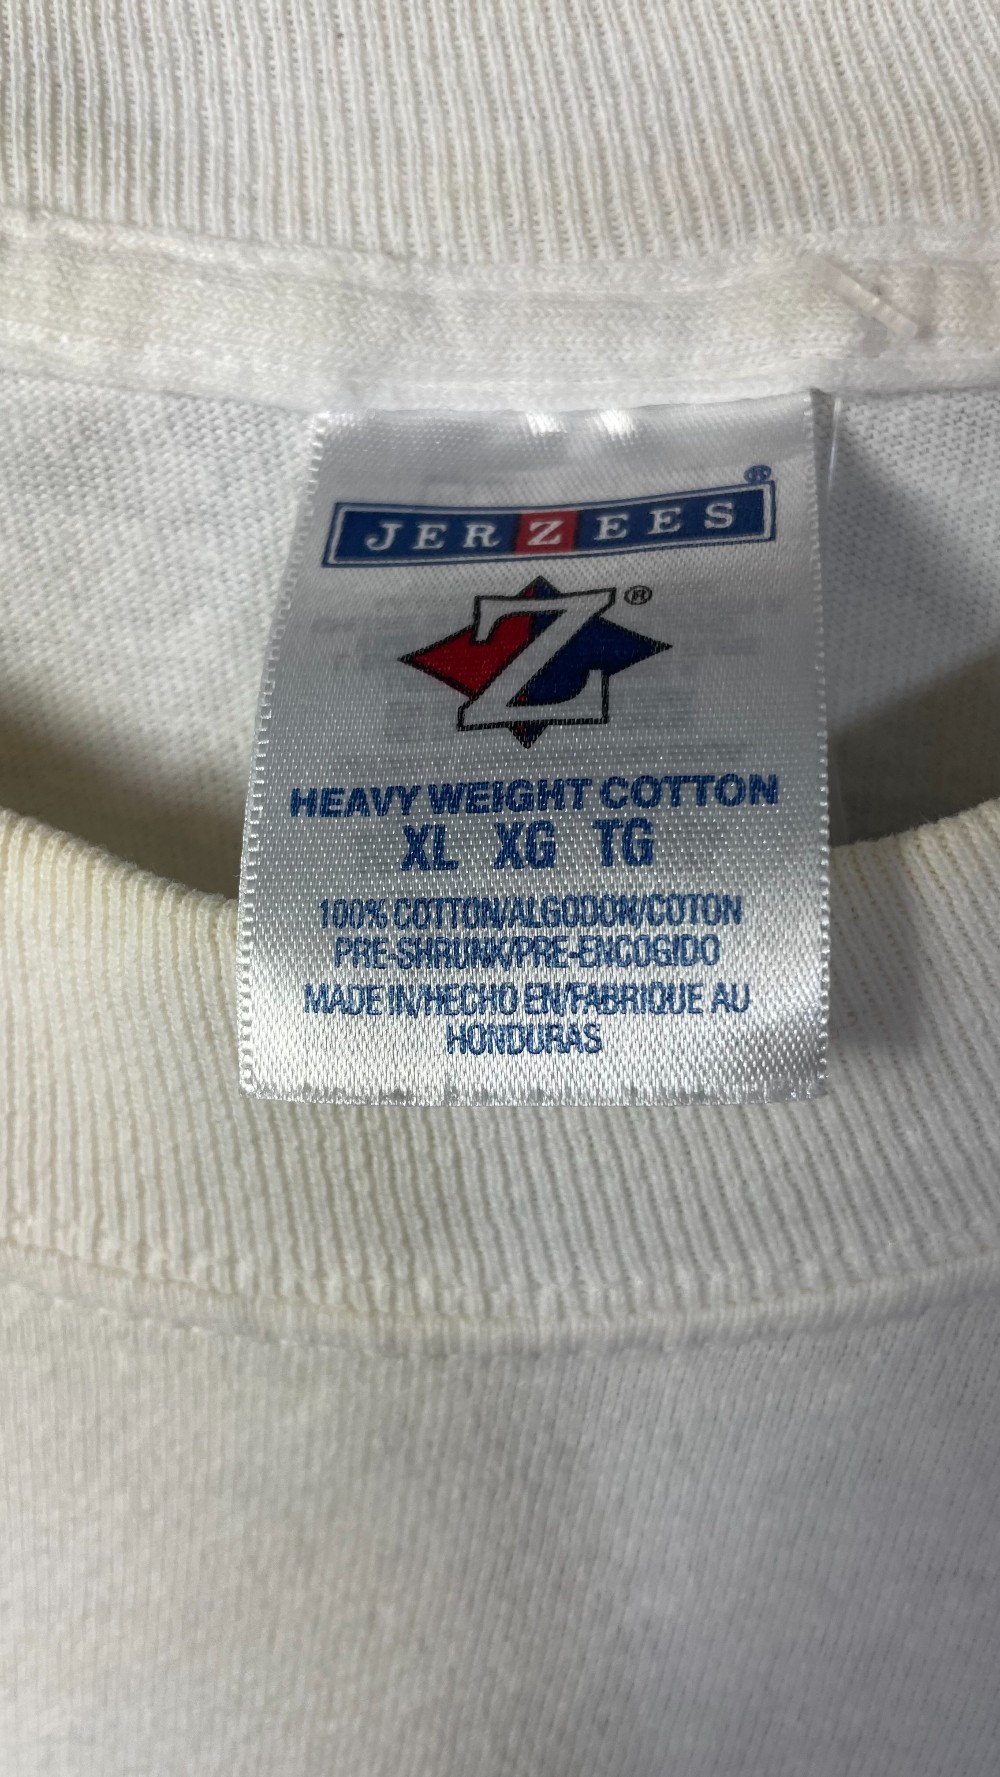 JERZEES®
Z®
HEAVY WEIGHT COTTON
XL XG TG
100% COTTON/ALGODON/COTON
PRE-SHRUNK/PRE-ENCOGIDO
MADE IN/HECHO EN/FABRIQUE AU
HONDURAS